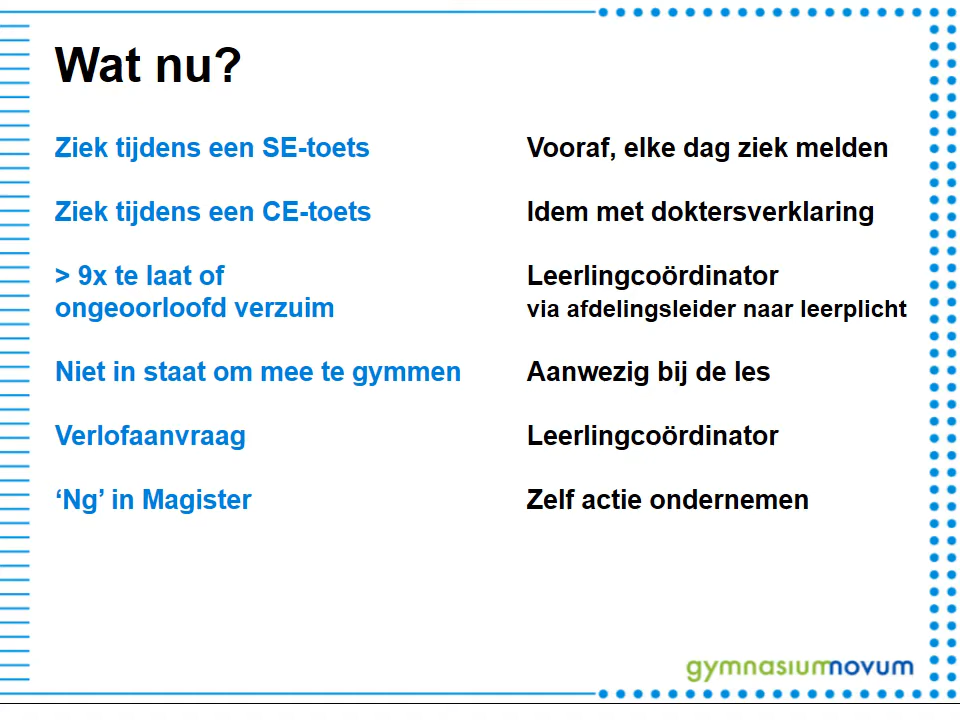 Wat nu?
Ziek tijdens een SE-toets
Vooraf, elke dag ziek melden
Ziek tijdens een CE-toets
Idem met doktersverklaring
> 9x te laat of
ongeoorloofd verzuim
Leerlingcoördinator
via afdelingsleider naar leerplicht
Niet in staat om mee te gymmen
Aanwezig bij de les
Verlofaanvraag
Leerlingcoördinator
‘Ng’ in Magister
Zelf actie ondernemen
gymnasiumnovum